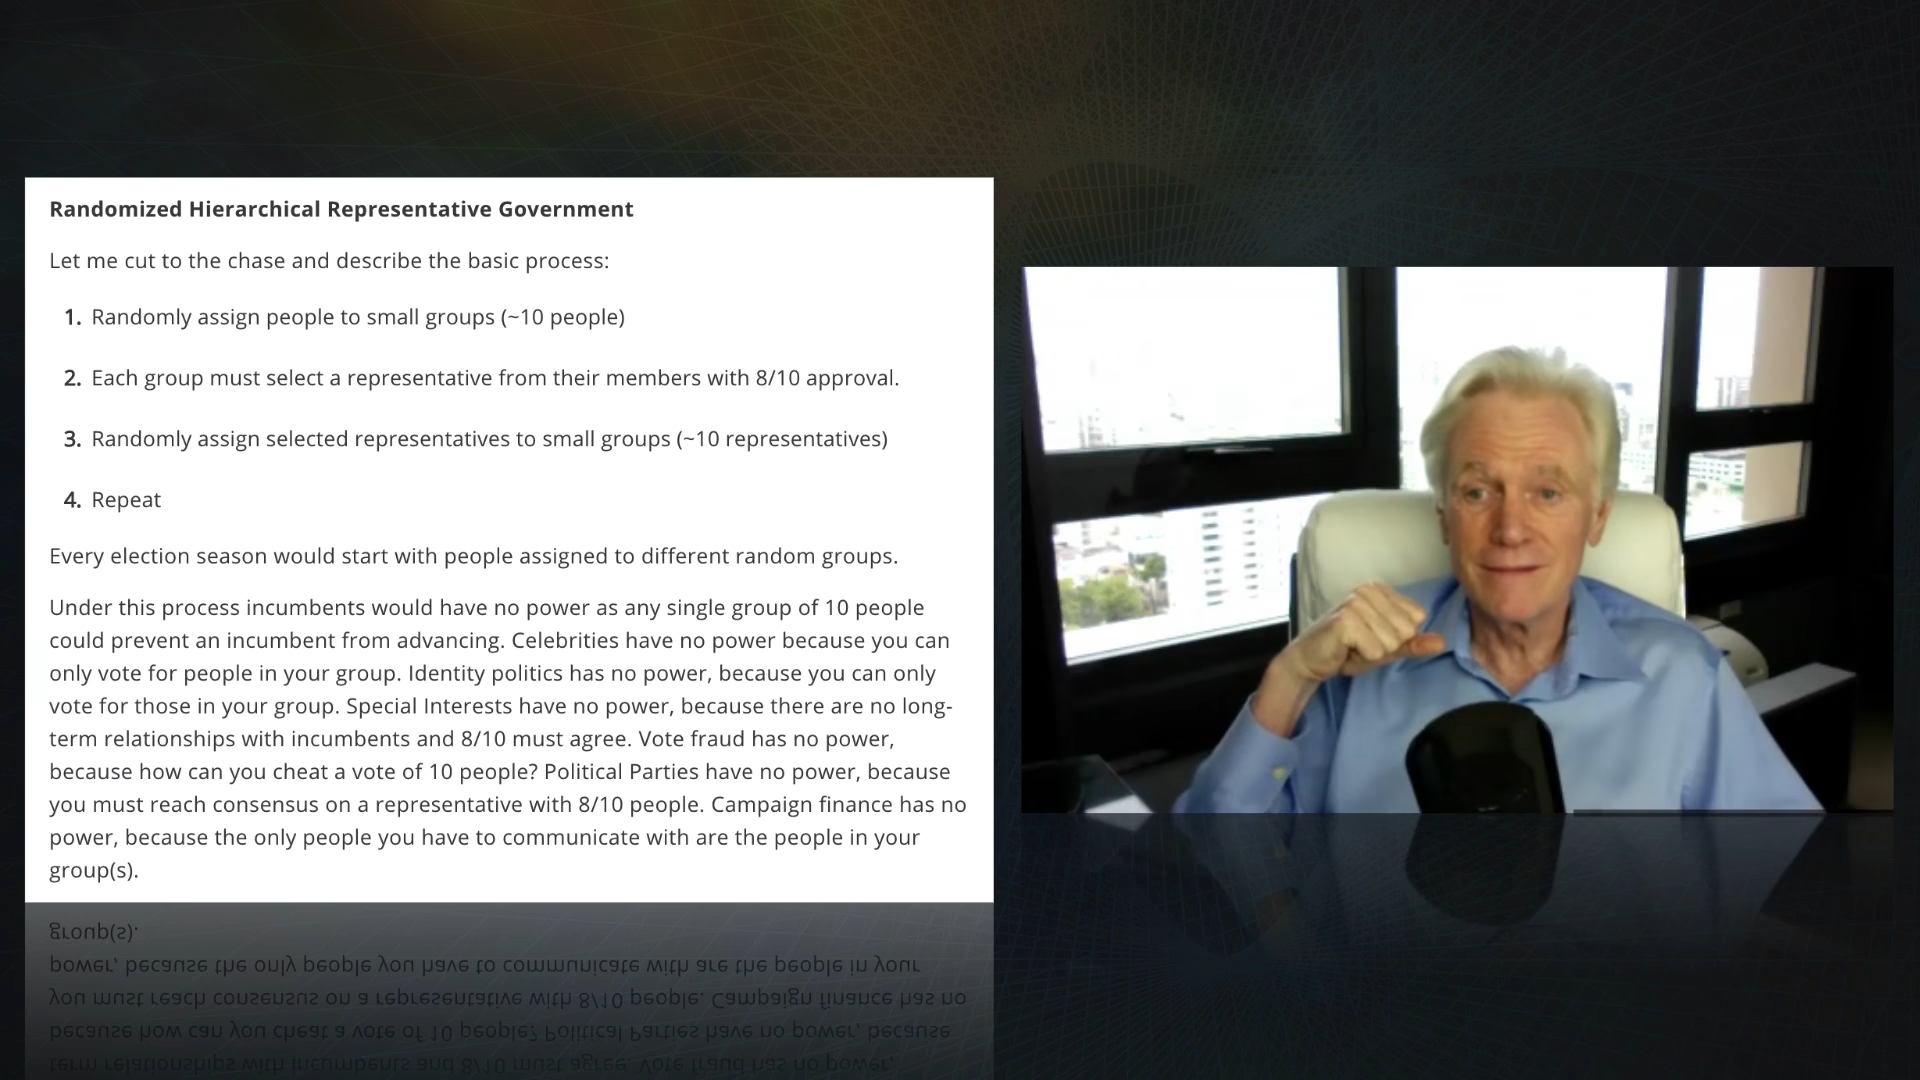 Randomized Hierarchical Representative Government
Let me cut to the chase and describe the basic process:
1. Randomly assign people to small groups (~10 people)
2. Each group must select a representative from their members with 8/10 approval.
3. Randomly assign selected representatives to small groups (~10 representatives)
4. Repeat
Every election season would start with people assigned to different random groups.
Under this process incumbents would have no power as any single group of 10 people
could prevent an incumbent from advancing. Celebrities have no power because you can
only vote for people in your group. Identity politics has no power, because you can only
vote for those in your group. Special Interests have no power, because there are no long-
term relationships with incumbents and 8/10 must agree. Vote fraud has no power,
because how can you cheat a vote of 10 people? Political Parties have no power, because
you must reach consensus on a representative with 8/10 people. Campaign finance has no
power, because the only people you have to communicate with are the people in your
group(s).